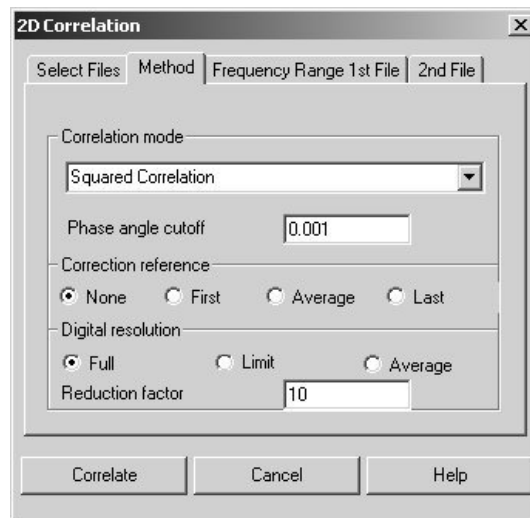 2D Correlation
Select Files Method Frequency Range 1st File 2nd File
Correlation mode
Squared Correlation
Phase angle cutoff 0.001
Correction reference
None First Average Last
Digital resolution
Full Limit Average
Reduction factor 10
Correlate Cancel Help